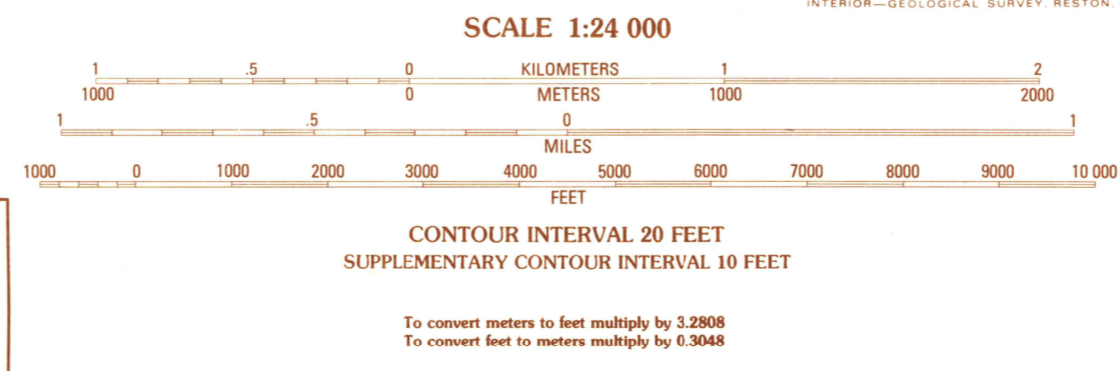 INTERIOR—GEOLOGICAL SURVEY, RESTON,
SCALE 1:24 000
1 .5 0 KILOMETERS 1 2
1000 0 METERS 1000 2000
1 .5 0 1
MILES
1000 0 1000 2000 3000 4000 5000 6000 7000 8000 9000 10 000
FEET
CONTOUR INTERVAL 20 FEET
SUPPLEMENTARY CONTOUR INTERVAL 10 FEET
To convert meters to feet multiply by 3.2808
To convert feet to meters multiply by 0.3048